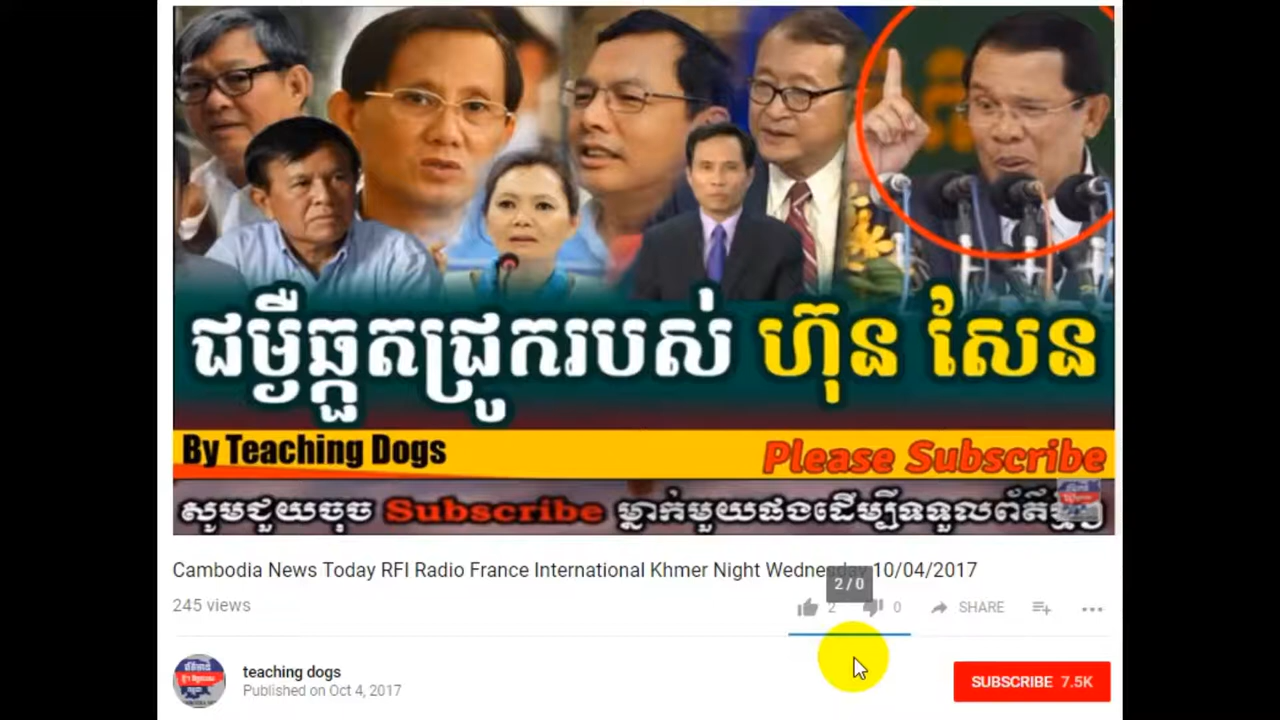 ជម្ងឺឆ្កួតជ្រូករបស់ ហ៊ុន សែន
By Teaching Dogs
Please Subscribe
សូមជួយចុច Subscribe ម្នាក់មួយផងដើម្បីទទួលព័ត៌មាន
Cambodia News Today RFI Radio France International Khmer Night Wednesday 10/04/2017
2 / 0
245 views
2
0
SHARE
teaching dogs
SUBSCRIBE 7.5K
Published on Oct 4, 2017